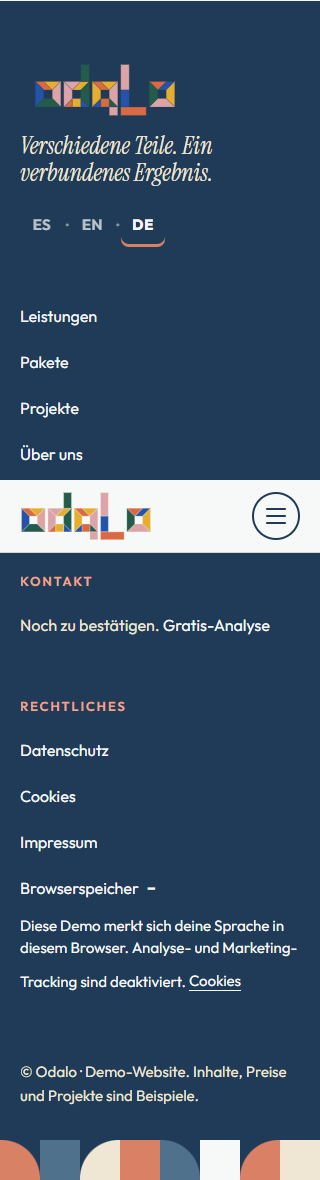 odalo
Verschiedene Teile. Ein
verbundenes Ergebnis.
ES · EN · DE
Leistungen
Pakete
Projekte
Über uns
odalo
KONTAKT
Noch zu bestätigen. Gratis-Analyse
RECHTLICHES
Datenschutz
Cookies
Impressum
Browserspeicher –
Diese Demo merkt sich deine Sprache in
diesem Browser. Analyse- und Marketing-
Tracking sind deaktiviert. Cookies
© Odalo · Demo-Website. Inhalte, Preise
und Projekte sind Beispiele.